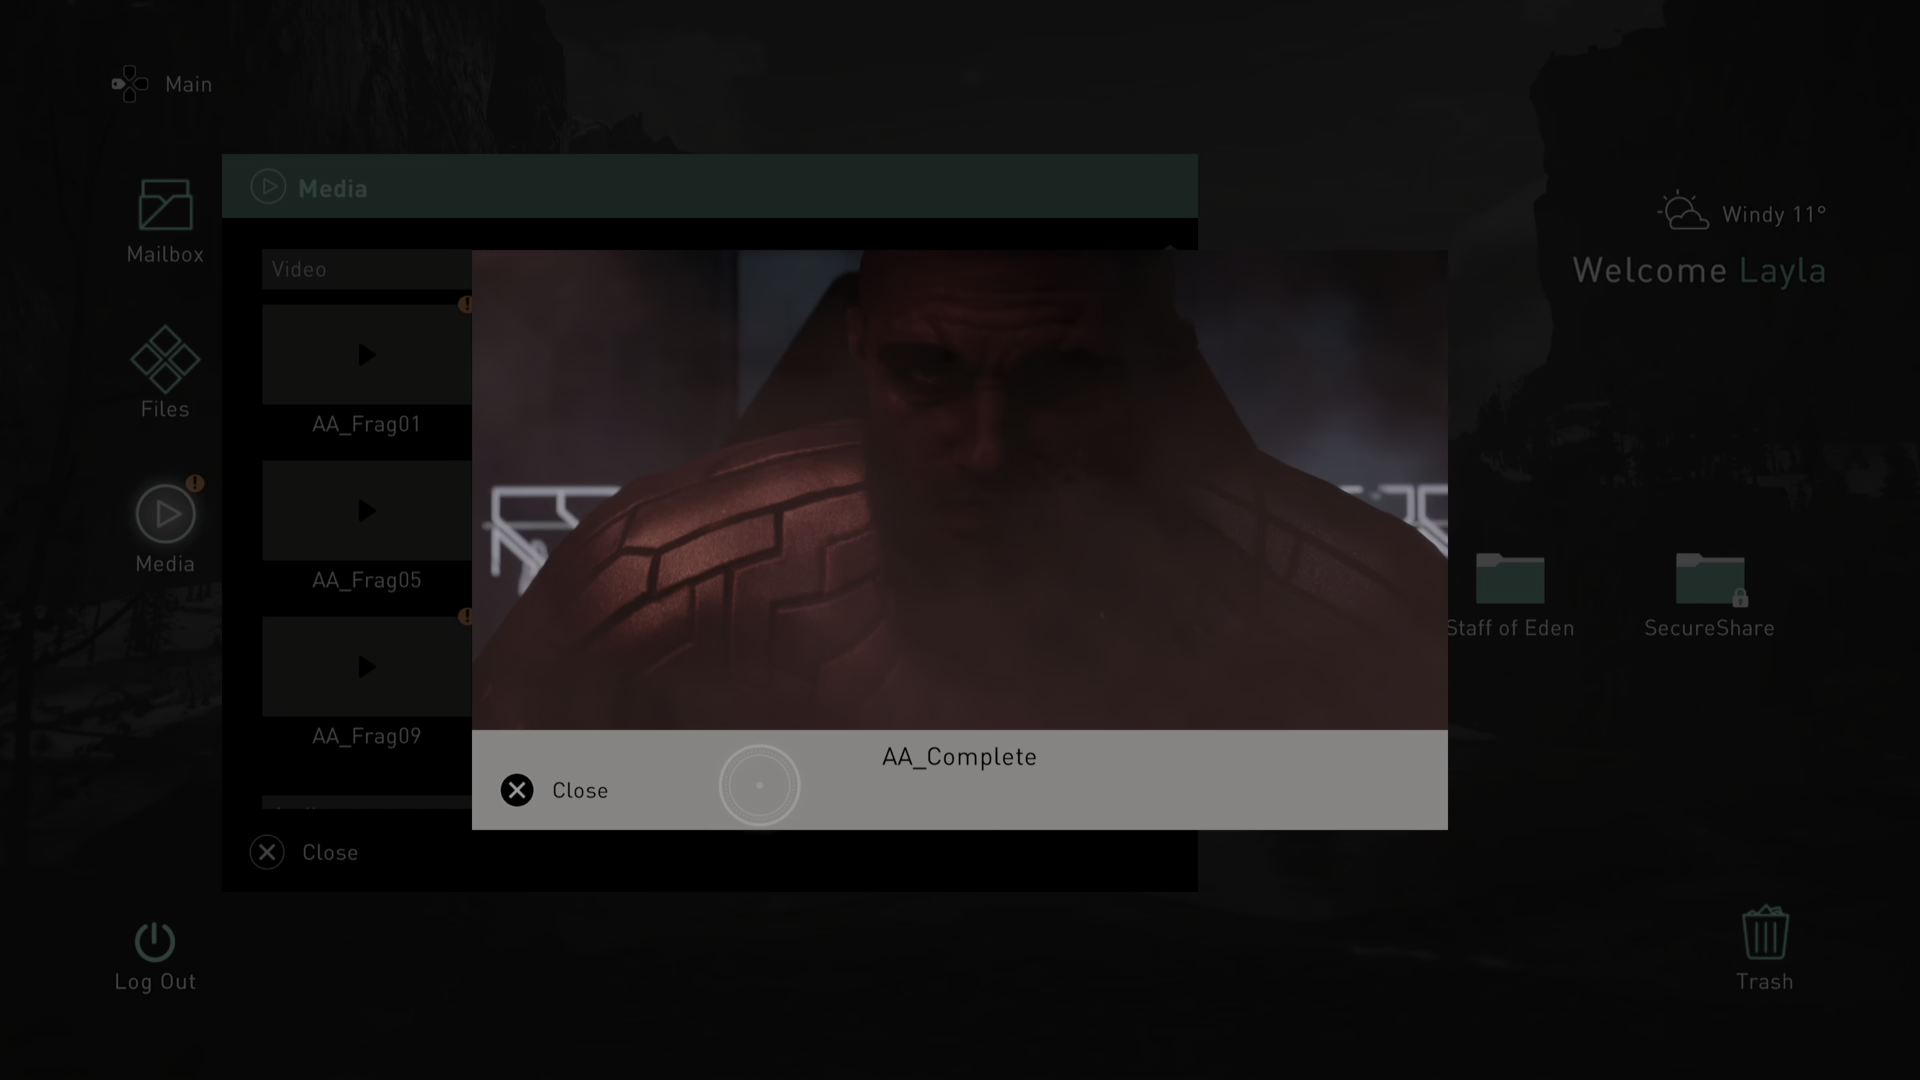 Main
Mailbox
Files
Media
Log Out
Media
Video
AA_Frag01
AA_Frag05
AA_Frag09
Close
AA_Complete
Close
Windy 11°
Welcome Layla
Staff of Eden
SecureShare
Trash